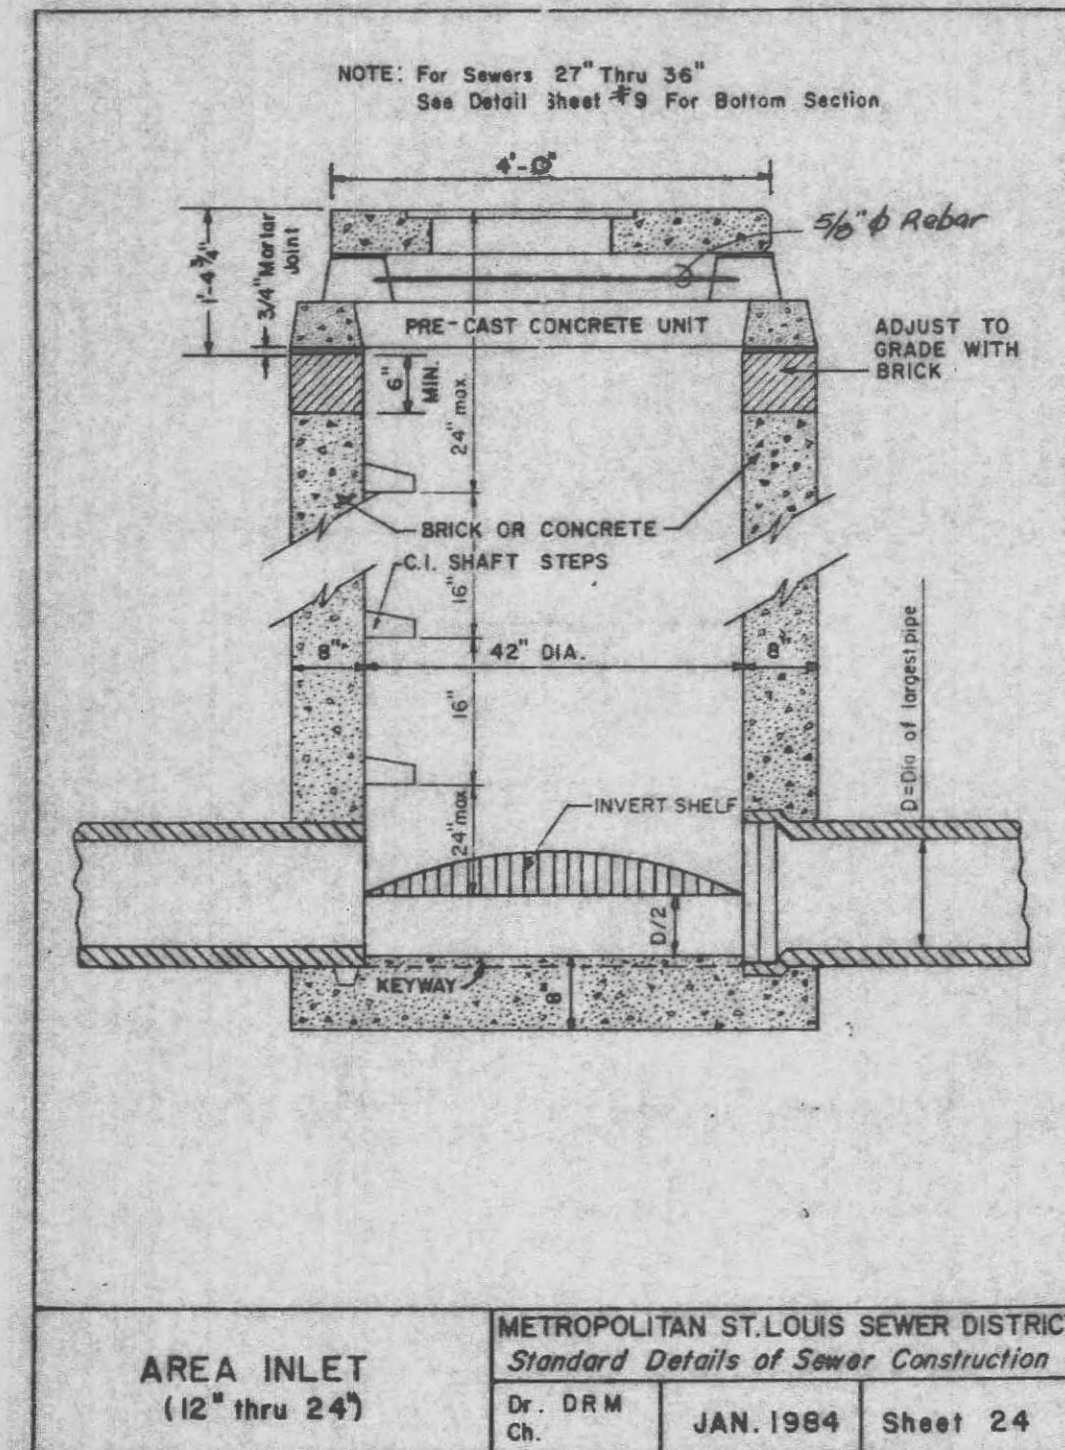 NOTE: For Sewers 27" Thru 36"
See Detail Sheet #9 For Bottom Section
4'-0"
5/8" ϕ Rebar
1'-4 3/4"
3/4" Mortar
Joint
PRE-CAST CONCRETE UNIT
ADJUST TO
GRADE WITH
BRICK
6"
MIN.
24" max.
BRICK OR CONCRETE
C.I. SHAFT STEPS
16"
8"
42" DIA.
8"
16"
D=Dia of largest pipe
INVERT SHELF
24" max
D/2
KEYWAY
8"
AREA INLET
(12" thru 24")
METROPOLITAN ST. LOUIS SEWER DISTRIC
Standard Details of Sewer Construction
Dr. DRM
Ch.
JAN. 1984
Sheet 24